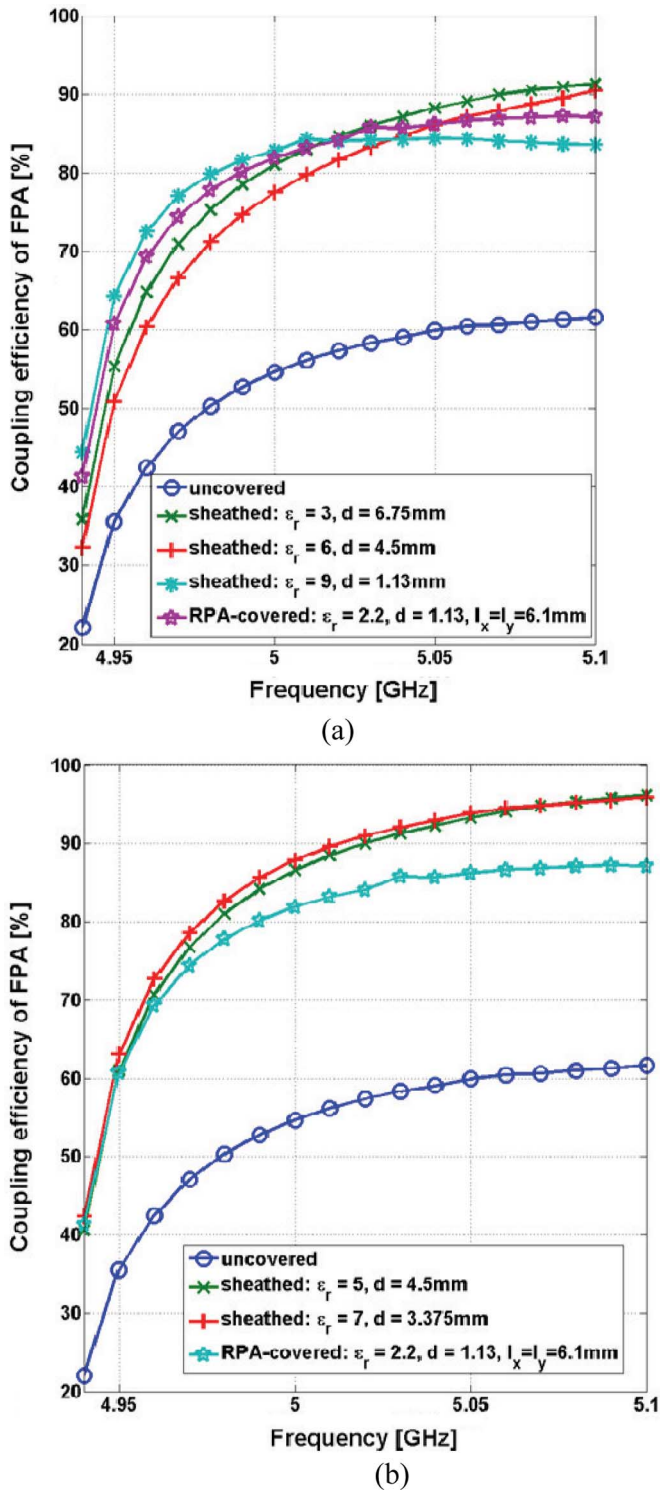 100
90
80
70
60
50
40
30
20
Coupling efficiency of FPA [%]
uncovered
sheathed: εr = 3, d = 6.75mm
sheathed: εr = 6, d = 4.5mm
sheathed: εr = 9, d = 1.13mm
RPA-covered: εr = 2.2, d = 1.13, lx=ly=6.1mm
4.95 5 5.05 5.1
Frequency [GHz]
(a)
100
90
80
70
60
50
40
30
20
Coupling efficiency of FPA [%]
uncovered
sheathed: εr = 5, d = 4.5mm
sheathed: εr = 7, d = 3.375mm
RPA-covered: εr = 2.2, d = 1.13, lx=ly=6.1mm
4.95 5 5.05 5.1
Frequency [GHz]
(b)